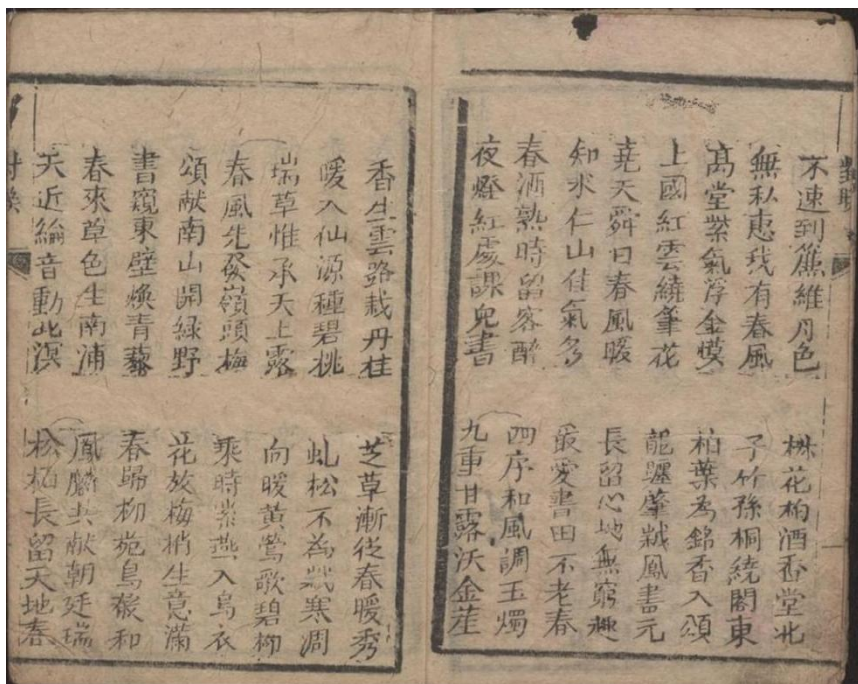 對聯
不速到簷維月色
無私惠我有春風
高堂紫氣浮金
上國紅雲繞筆花
堯天舜日春風暖
知水仁山佳氣多
春酒熟時留客醉
夜燈紅處課兒書
椒花柏酒香堂北
子竹孫桐繞閣東
柏葉為銘香入頌
龍躔肇歲鳳書元
長留心地無窮趣
最愛書田不老春
四序和風調玉燭
九重甘露沃金莖
香生雲路栽丹桂
暖入仙源種碧桃
瑞草惟承天上露
春風先發嶺頭梅
頌献南山開緑野
書窺東壁煥青藜
春來草色生南浦
天近綸音動北溟
芝草漸從春暖秀
虬松不為歲寒凋
向暖黃鶯歌碧柳
乘時紫燕入烏衣
花放梅梢生意滿
春歸柳苑鳥聲和
鳳麟共献朝廷瑞
松栢長留天地春